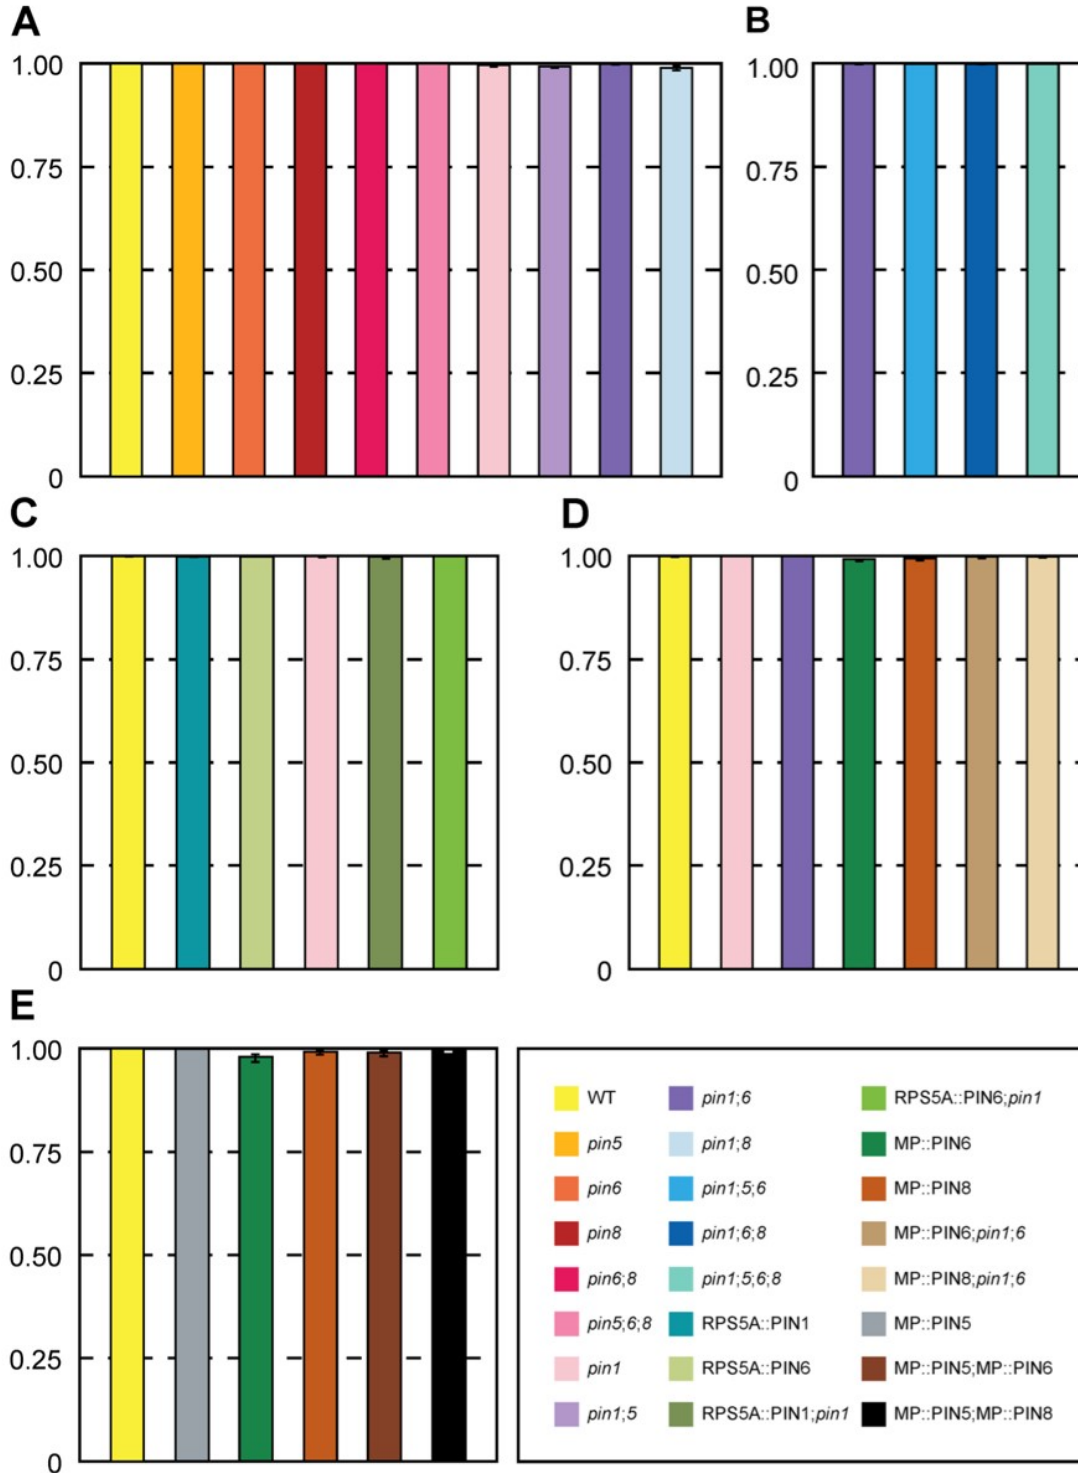 A
1.00
0.75
0.50
0.25
0
B
1.00
0.75
0.50
0.25
0
C
1.00
0.75
0.50
0.25
0
D
1.00
0.75
0.50
0.25
0
E
1.00
0.75
0.50
0.25
0
WT
pin5
pin6
pin8
pin6;8
pin5;6;8
pin1
pin1;5
pin1;6
pin1;8
pin1;5;6
pin1;6;8
pin1;5;6;8
RPS5A::PIN1
RPS5A::PIN6
RPS5A::PIN1;pin1
RPS5A::PIN6;pin1
MP::PIN6
MP::PIN8
MP::PIN6;pin1;6
MP::PIN8;pin1;6
MP::PIN5
MP::PIN5;MP::PIN6
MP::PIN5;MP::PIN8